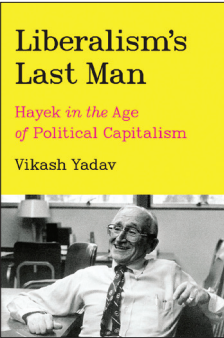 Liberalism's
Last Man
Hayek in the Age
of Political Capitalism
Vikash Yadav